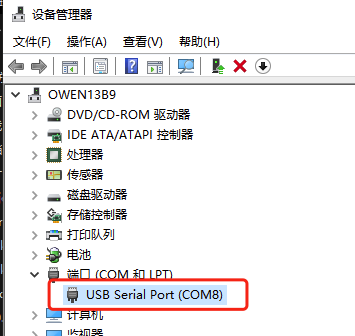 设备管理器
文件(F) 操作(A) 查看(V) 帮助(H)
OWEN13B9
DVD/CD-ROM 驱动器
IDE ATA/ATAPI 控制器
处理器
传感器
磁盘驱动器
存储控制器
打印队列
电池
端口 (COM 和 LPT)
USB Serial Port (COM8)
计算机
监视器